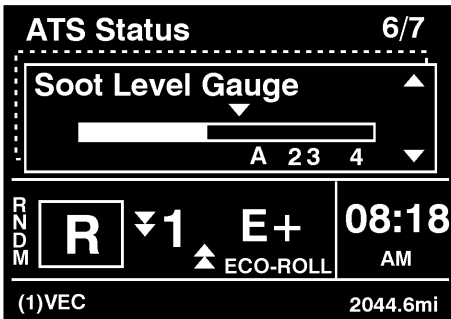 ATS Status 6/7
Soot Level Gauge
A 2 3 4
R
N
D
M
R 1 E+ 08:18
ECO-ROLL AM
(1)VEC 2044.6mi